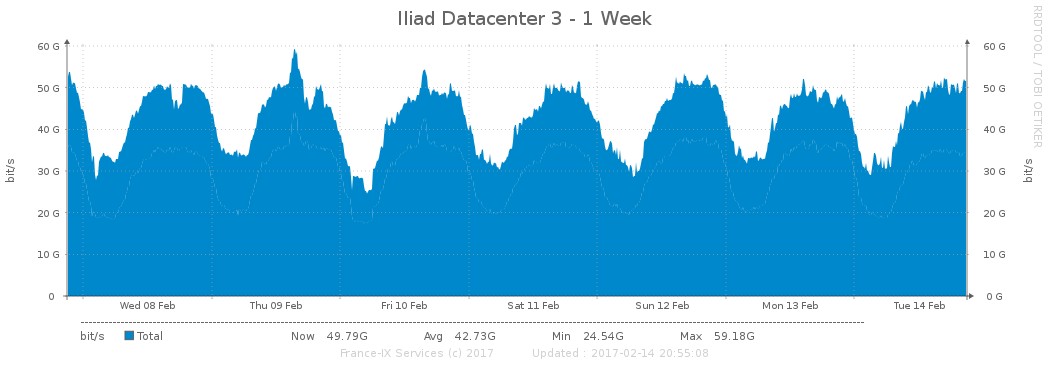 Iliad Datacenter 3 - 1 Week
RRDTOOL / TOBI OETIKER
60 G 60 G
50 G 50 G
40 G 40 G
30 G 30 G
20 G 20 G
10 G 10 G
0 0 G
bit/s
bit/s
Wed 08 Feb Thu 09 Feb Fri 10 Feb Sat 11 Feb Sun 12 Feb Mon 13 Feb Tue 14 Feb
bit/s Total Now 49.79G Avg 42.73G Min 24.54G Max 59.18G
France-IX Services (c) 2017 Updated : 2017-02-14 20:55:08